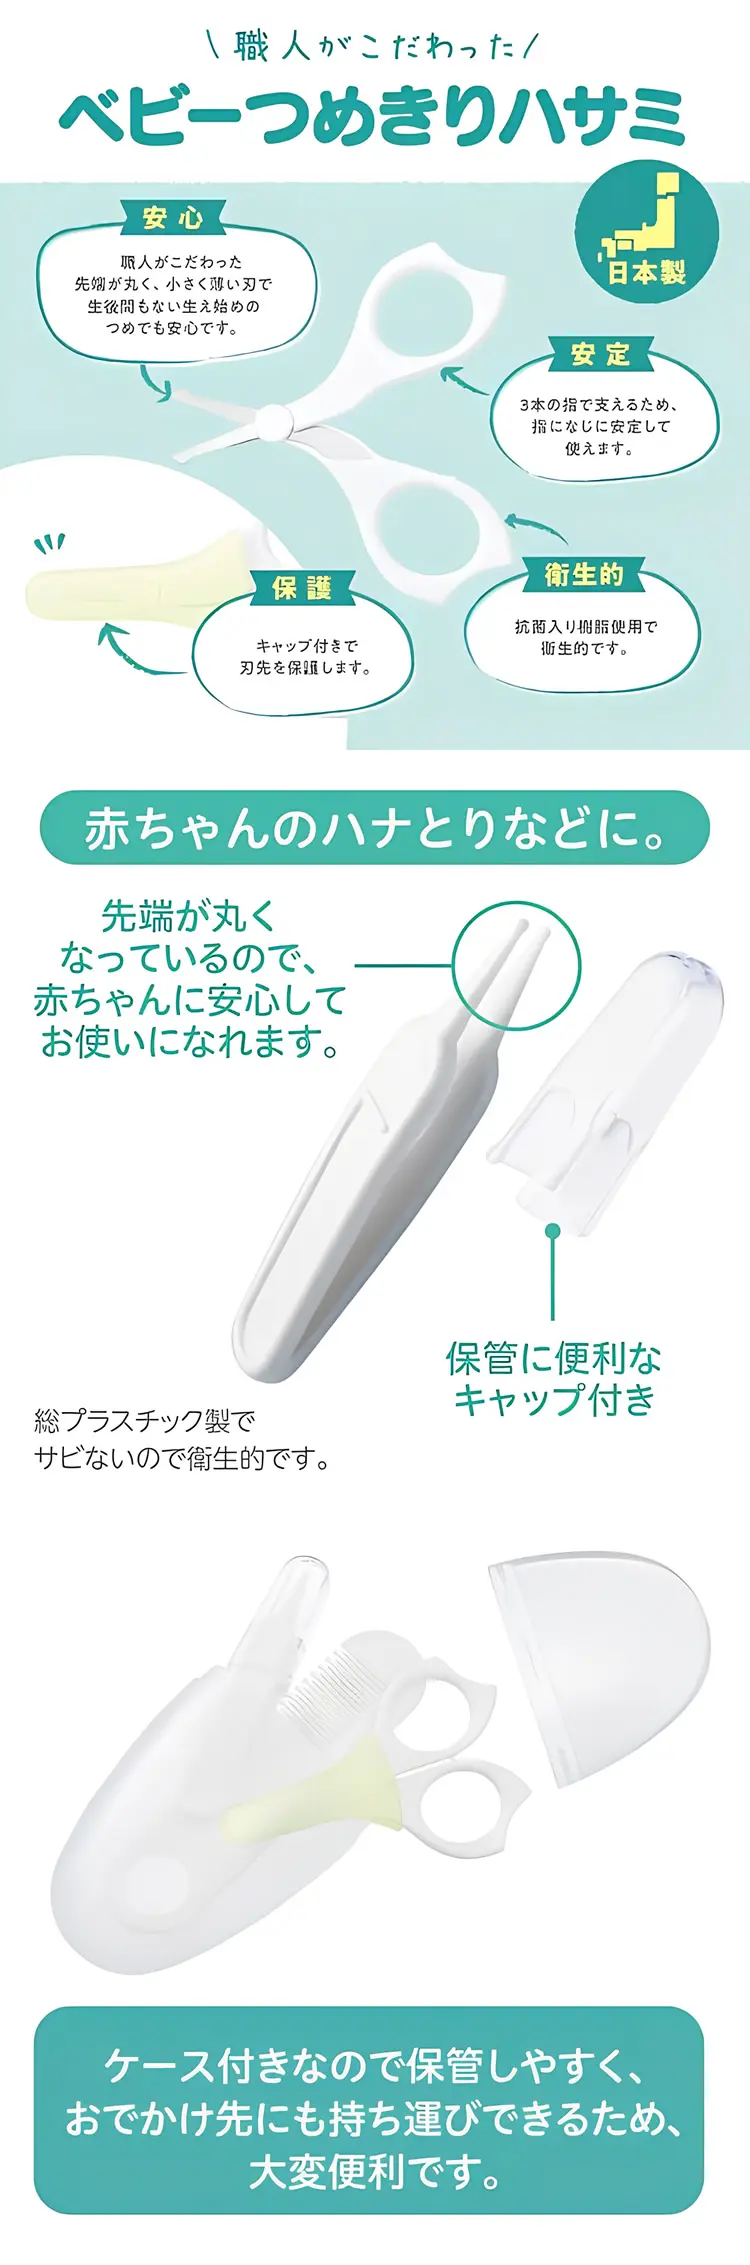 職人がこだわった
ベビーつめきりハサミ
日本製
安心
職人がこだわった
先端が丸く、小さく薄い刃で
生後間もない生え始めの
つめでも安心です。
安定
3本の指で支えるため、
指になじに安定して
使えます。
衛生的
抗菌入り樹脂使用で
衛生的です。
保護
キャップ付きで
刃先を保護します。
赤ちゃんのハナとりなどに。
先端が丸く
なっているので、
赤ちゃんに安心して
お使いになれます。
保管に便利な
キャップ付き
総プラスチック製で
サビないので衛生的です。
ケース付きなので保管しやすく、
おでかけ先にも持ち運びできるため、
大変便利です。